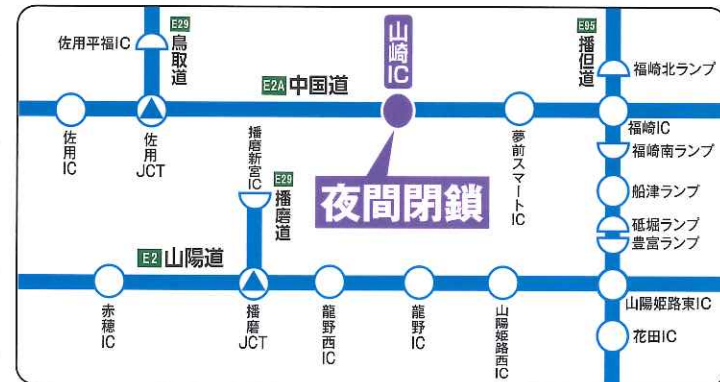 佐用平福IC
E29
鳥取道
E2A 中国道
山崎IC
E95
播但道
福崎北ランプ
佐用IC
佐用JCT
夢前スマートIC
福崎IC
福崎南ランプ
播磨新宮IC
E29
播磨道
夜間閉鎖
船津ランプ
砥堀ランプ
豊富ランプ
E2 山陽道
赤穂IC
播磨JCT
龍野西IC
龍野IC
山陽姫路西IC
山陽姫路東IC
花田IC